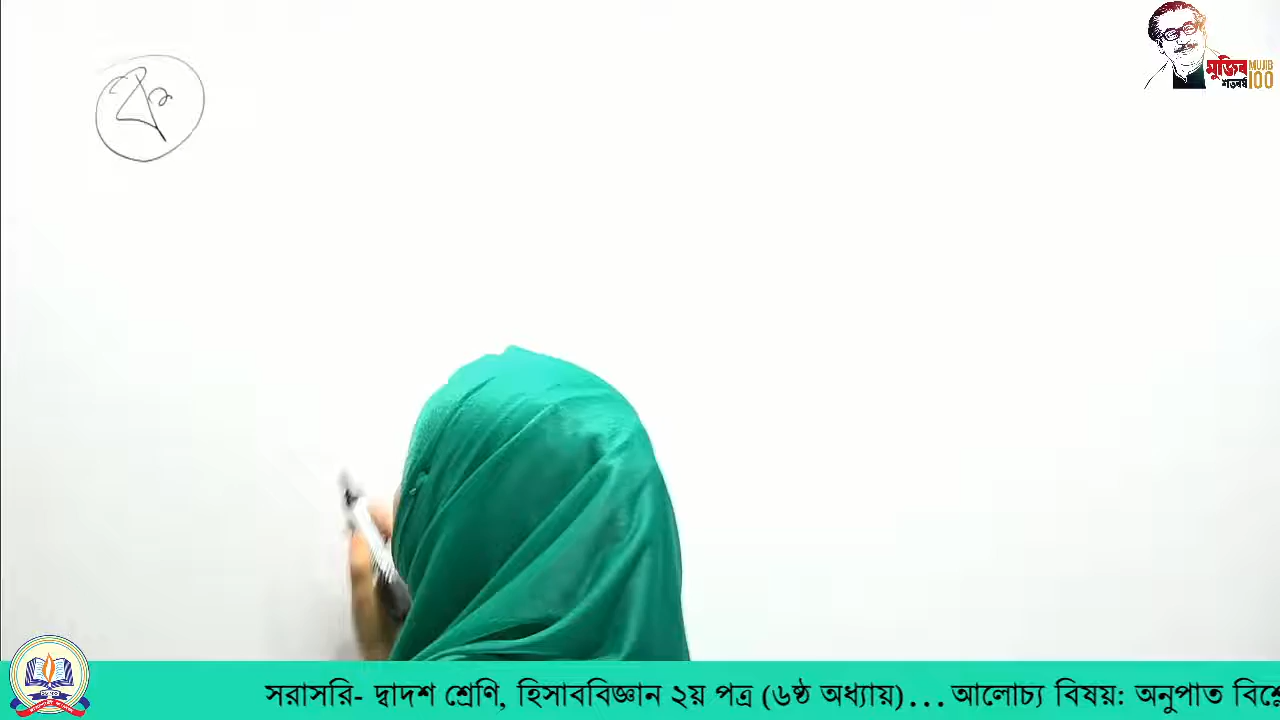 ক
মুজিব MUJIB
শতবর্ষ 100
সরাসরি- দ্বাদশ শ্রেণি, হিসাববিজ্ঞান ২য় পত্র (৬ষ্ঠ অধ্যায়)... আলোচ্য বিষয়: অনুপাত